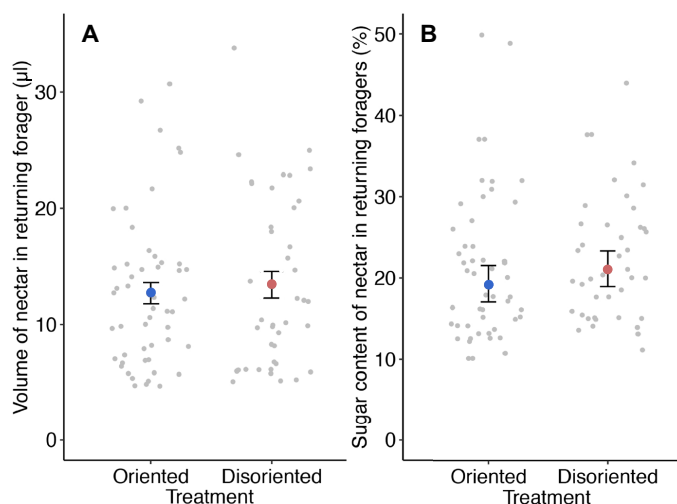 A
Volume of nectar in returning forager (µl)
30
20
10
0
Oriented
Disoriented
Treatment
B
Sugar content of nectar in returning foragers (%)
50
40
30
20
10
0
Oriented
Disoriented
Treatment